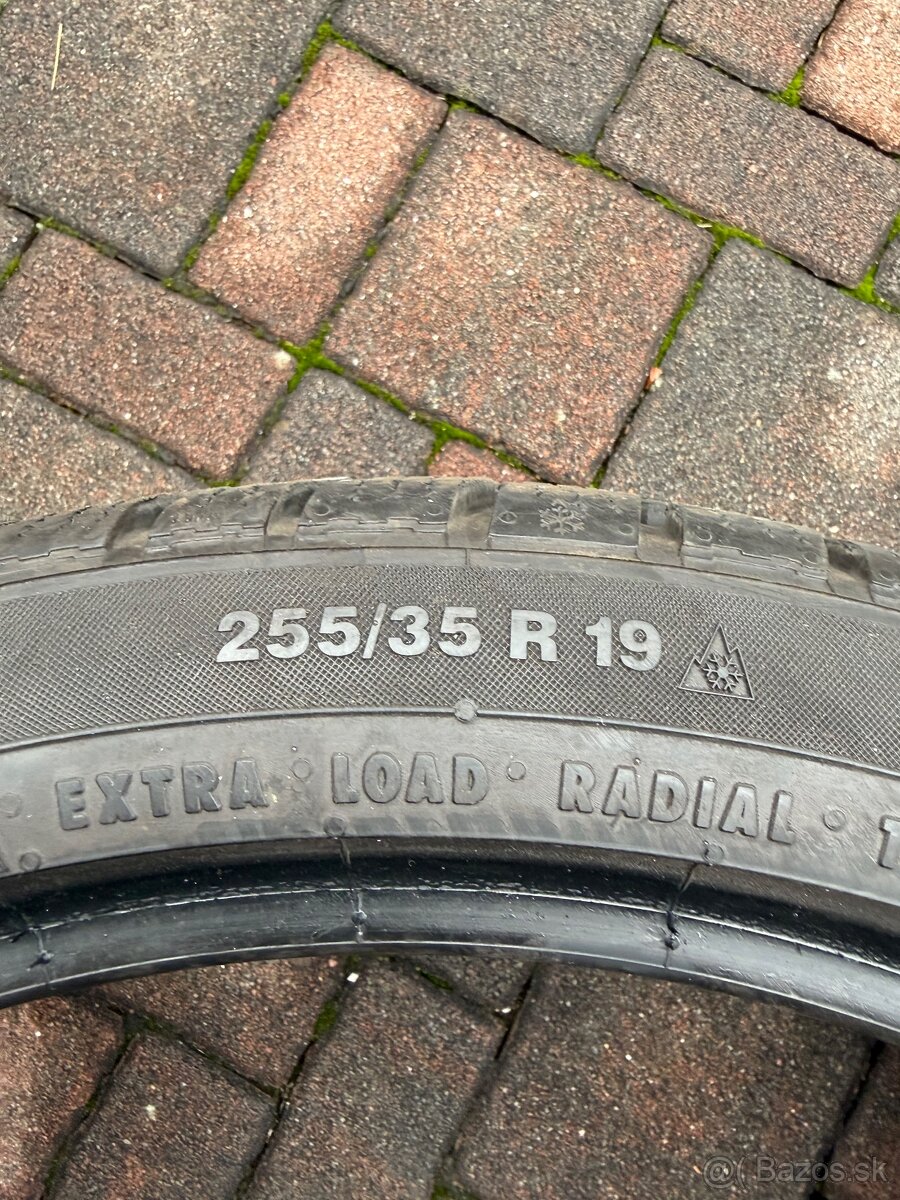 255/35 R 19
EXTRA LOAD RADIAL
Bazos.sk